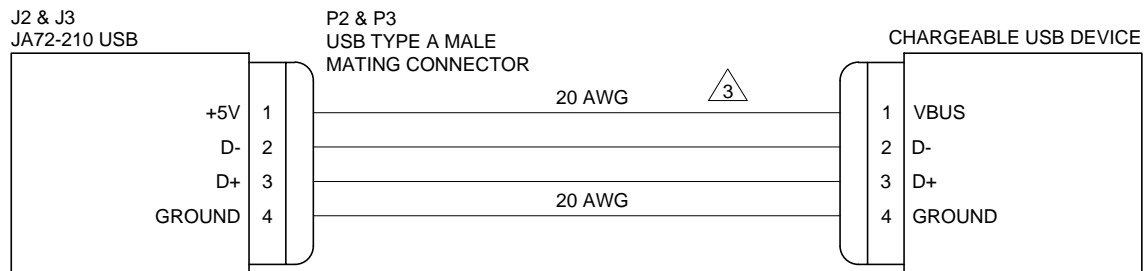 J2 & J3
JA72-210 USB
P2 & P3
USB TYPE A MALE
MATING CONNECTOR
CHARGEABLE USB DEVICE
20 AWG
3
+5V 1
1 VBUS
D- 2
2 D-
D+ 3
3 D+
20 AWG
GROUND 4
4 GROUND